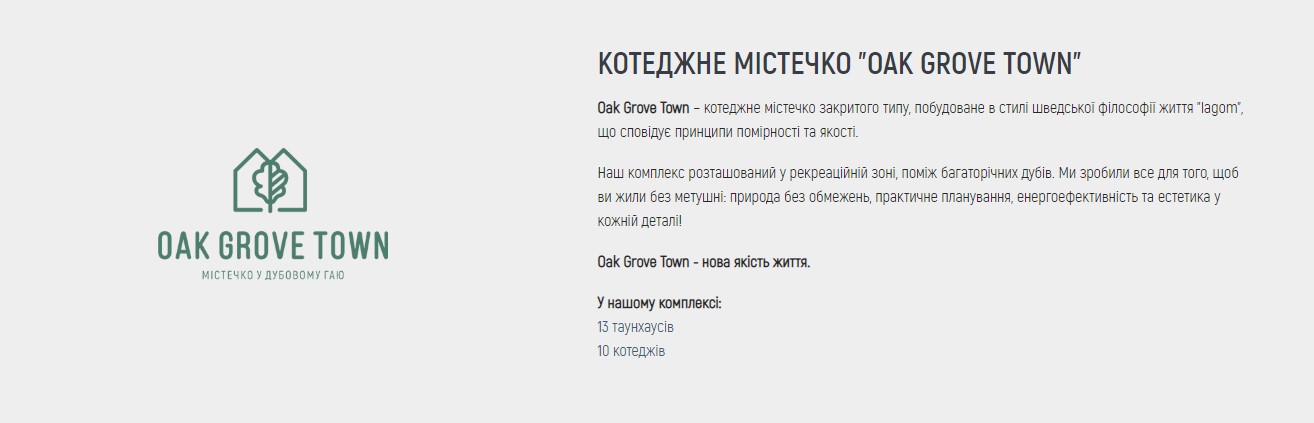 OAK GROVE TOWN
МІСТЕЧКО У ДУБОВОМУ ГАЮ
КОТЕДЖНЕ МІСТЕЧКО "OAK GROVE TOWN"
Oak Grove Town – котеджне містечко закритого типу, побудоване в стилі шведської філософії життя "lagom",
що сповідує принципи помірності та якості.
Наш комплекс розташований у рекреаційній зоні, поміж багаторічних дубів. Ми зробили все для того, щоб
ви жили без метушні: природа без обмежень, практичне планування, енергоефективність та естетика у
кожній деталі!
Oak Grove Town - нова якість життя.
У нашому комплексі:
13 таунхаусів
10 котеджів